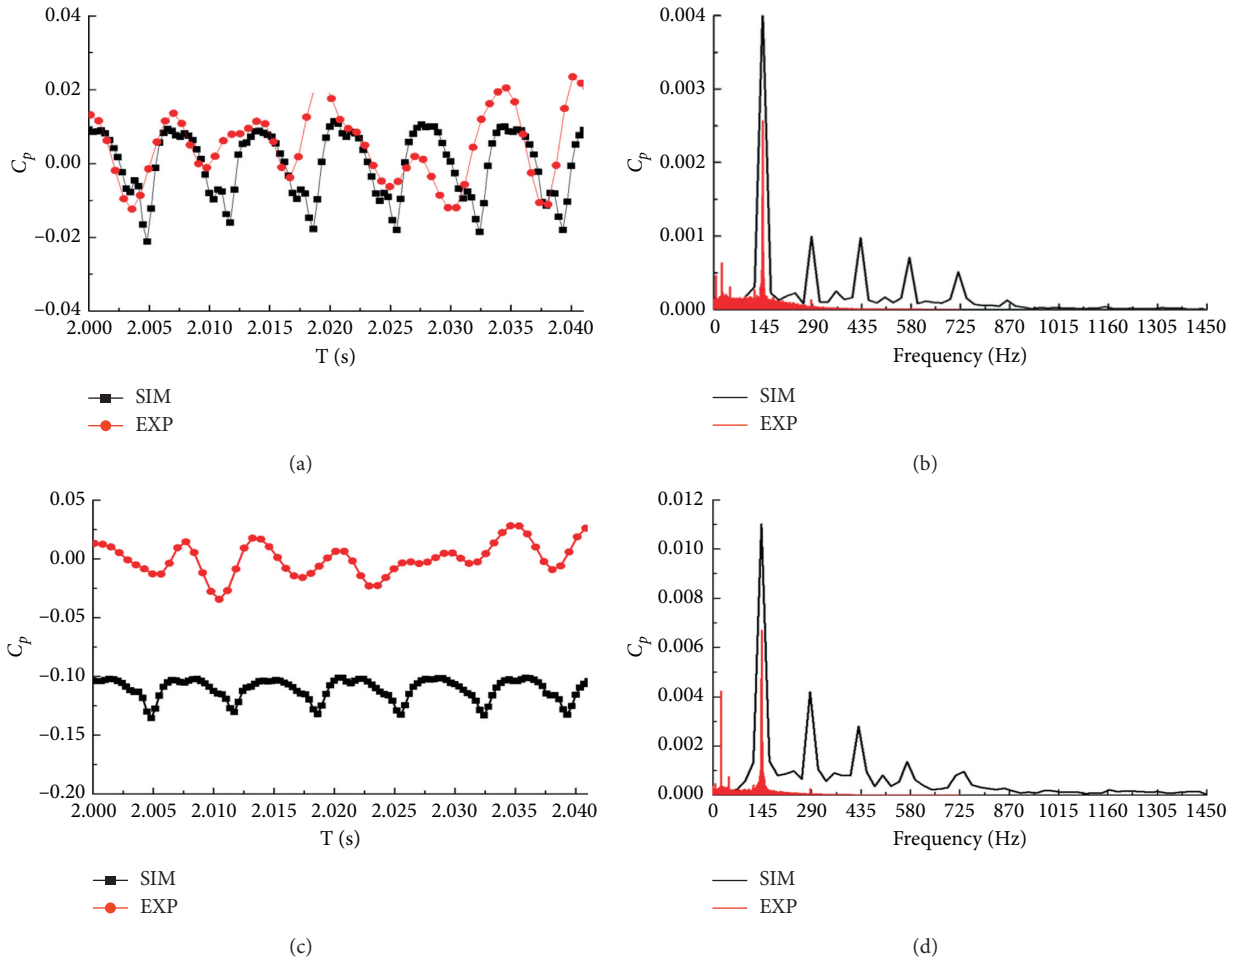 0.04
0.02
0.00
–0.02
–0.04
C_p
2.000 2.005 2.010 2.015 2.020 2.025 2.030 2.035 2.040
T (s)
SIM
EXP
(a)
0.004
0.003
0.002
0.001
0.000
C_p
0 145 290 435 580 725 870 1015 1160 1305 1450
Frequency (Hz)
SIM
EXP
(b)
0.05
0.00
–0.05
–0.10
–0.15
–0.20
C_p
2.000 2.005 2.010 2.015 2.020 2.025 2.030 2.035 2.040
T (s)
SIM
EXP
(c)
0.012
0.010
0.008
0.006
0.004
0.002
0.000
C_p
0 145 290 435 580 725 870 1015 1160 1305 1450
Frequency (Hz)
SIM
EXP
(d)